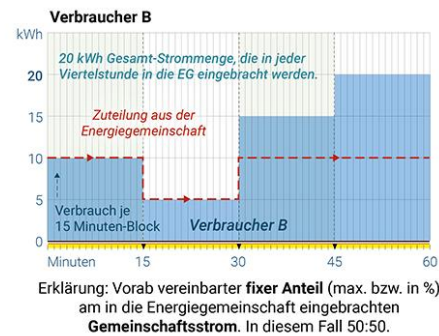 Verbraucher B
kWh
20 kWh Gesamt-Strommenge, die in jeder
Viertelstunde in die EG eingebracht werden.
20
15
Zuteilung aus der
Energiegemeinschaft
10
5
Verbrauch je
15 Minuten-Block
Verbraucher B
0
Minuten 15 30 45 60
Erklärung: Vorab vereinbarter fixer Anteil (max. bzw. in %)
am in die Energiegemeinschaft eingebrachten
Gemeinschaftsstrom. In diesem Fall 50:50.